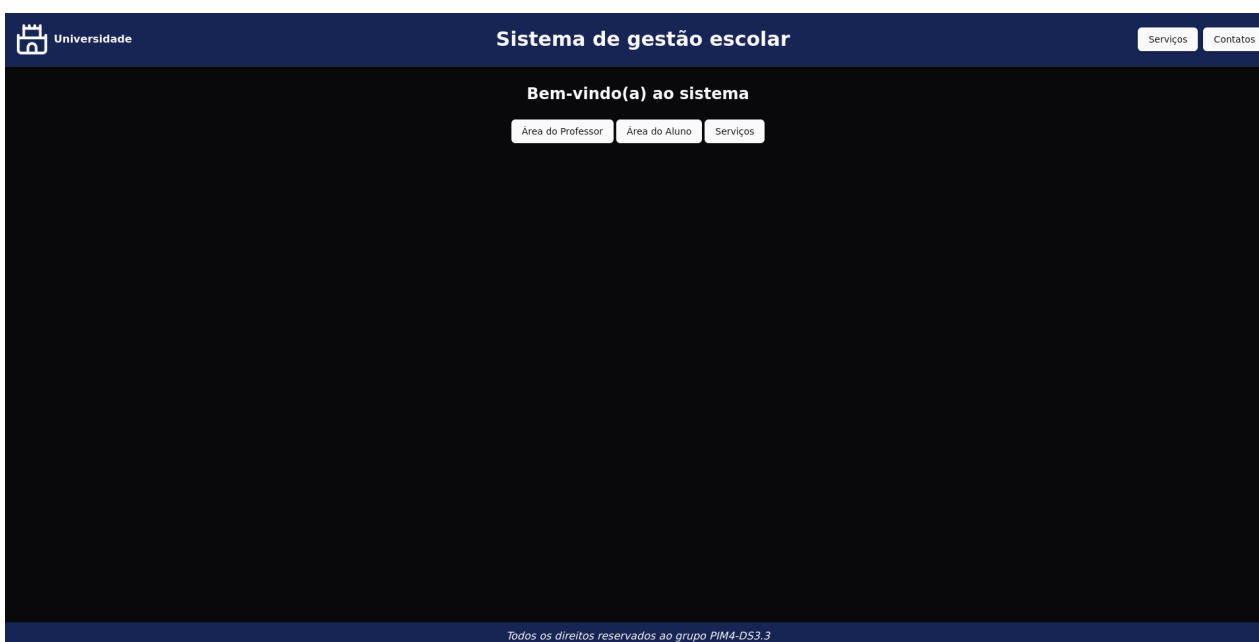 Universidade
Sistema de gestão escolar
Serviços
Contatos
Bem-vindo(a) ao sistema
Área do Professor
Área do Aluno
Serviços
Todos os direitos reservados ao grupo PIM4-DS3.3